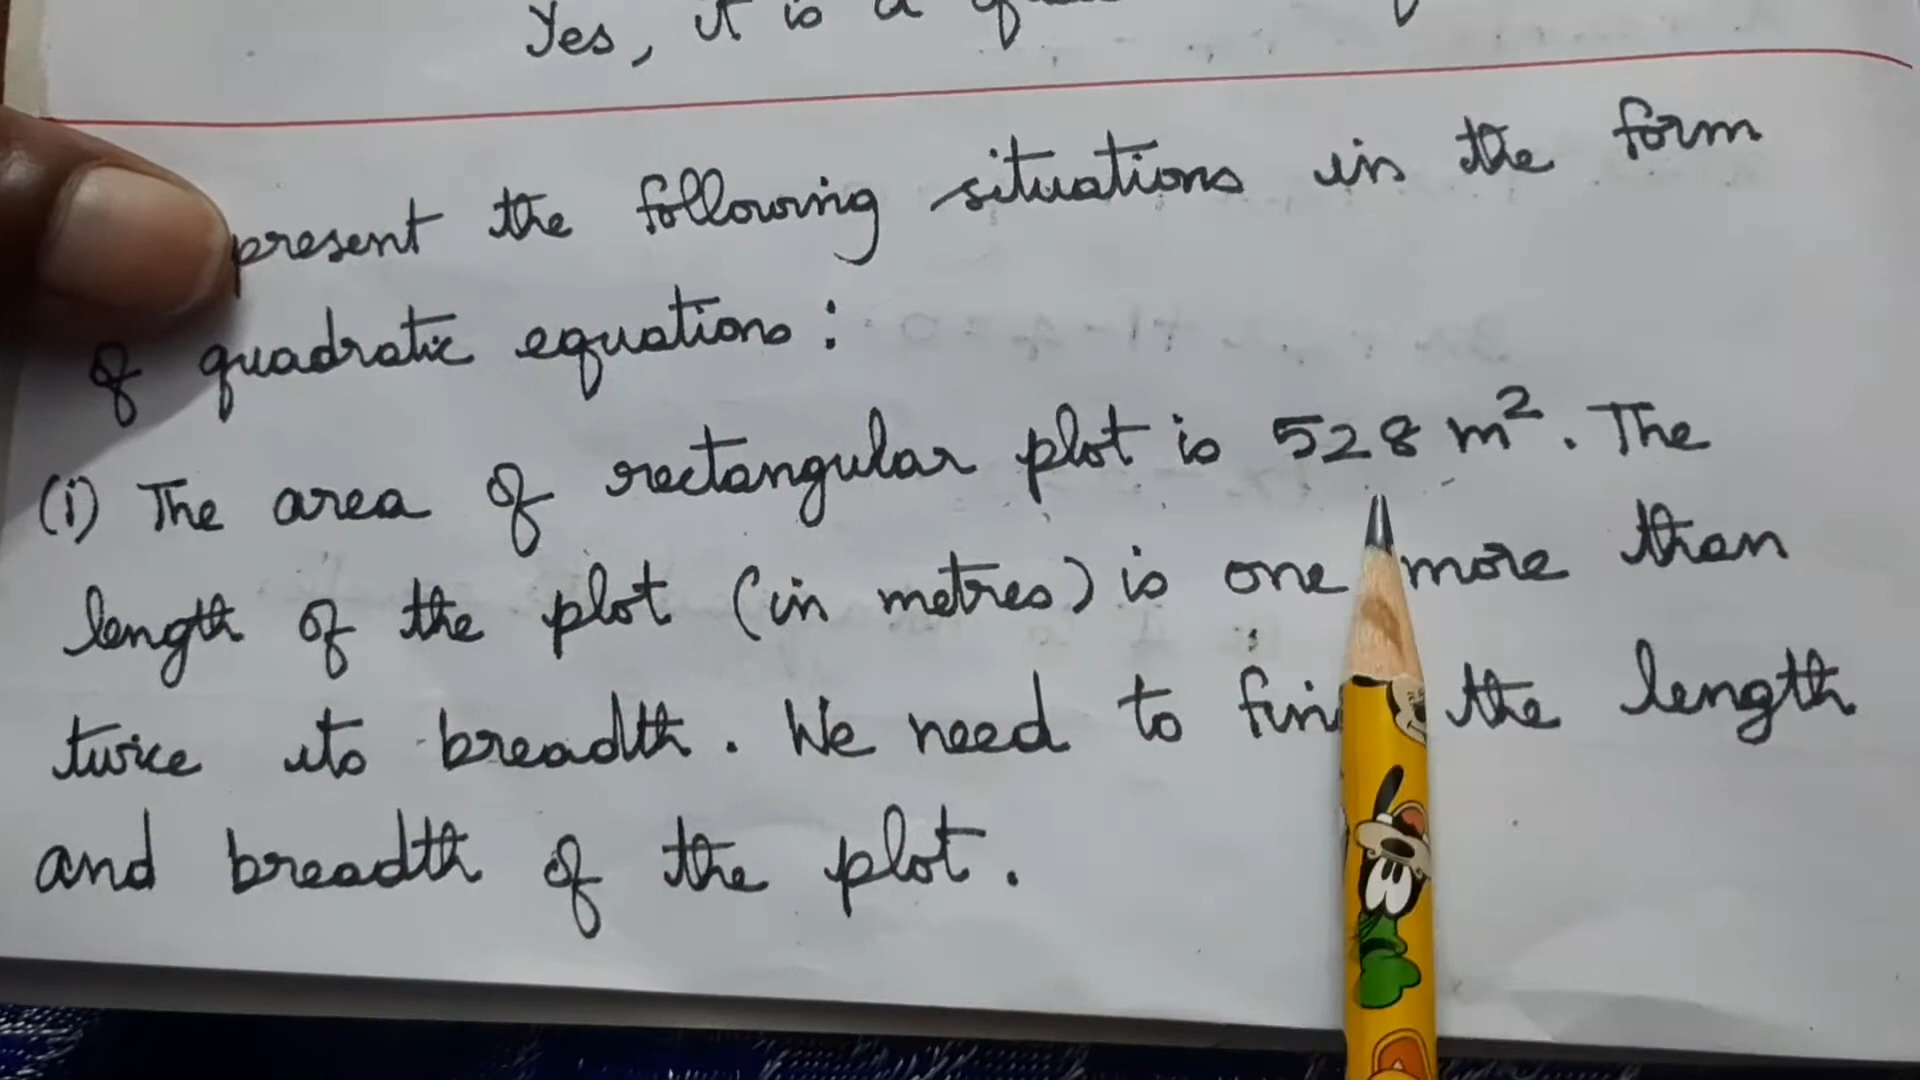 Yes, it is a
present the following situations in the form
of quadratic equations :
(i) The area of rectangular plot is 528 m². The
length of the plot (in metres) is one more than
twice its breadth. We need to find the length
and breadth of the plot.